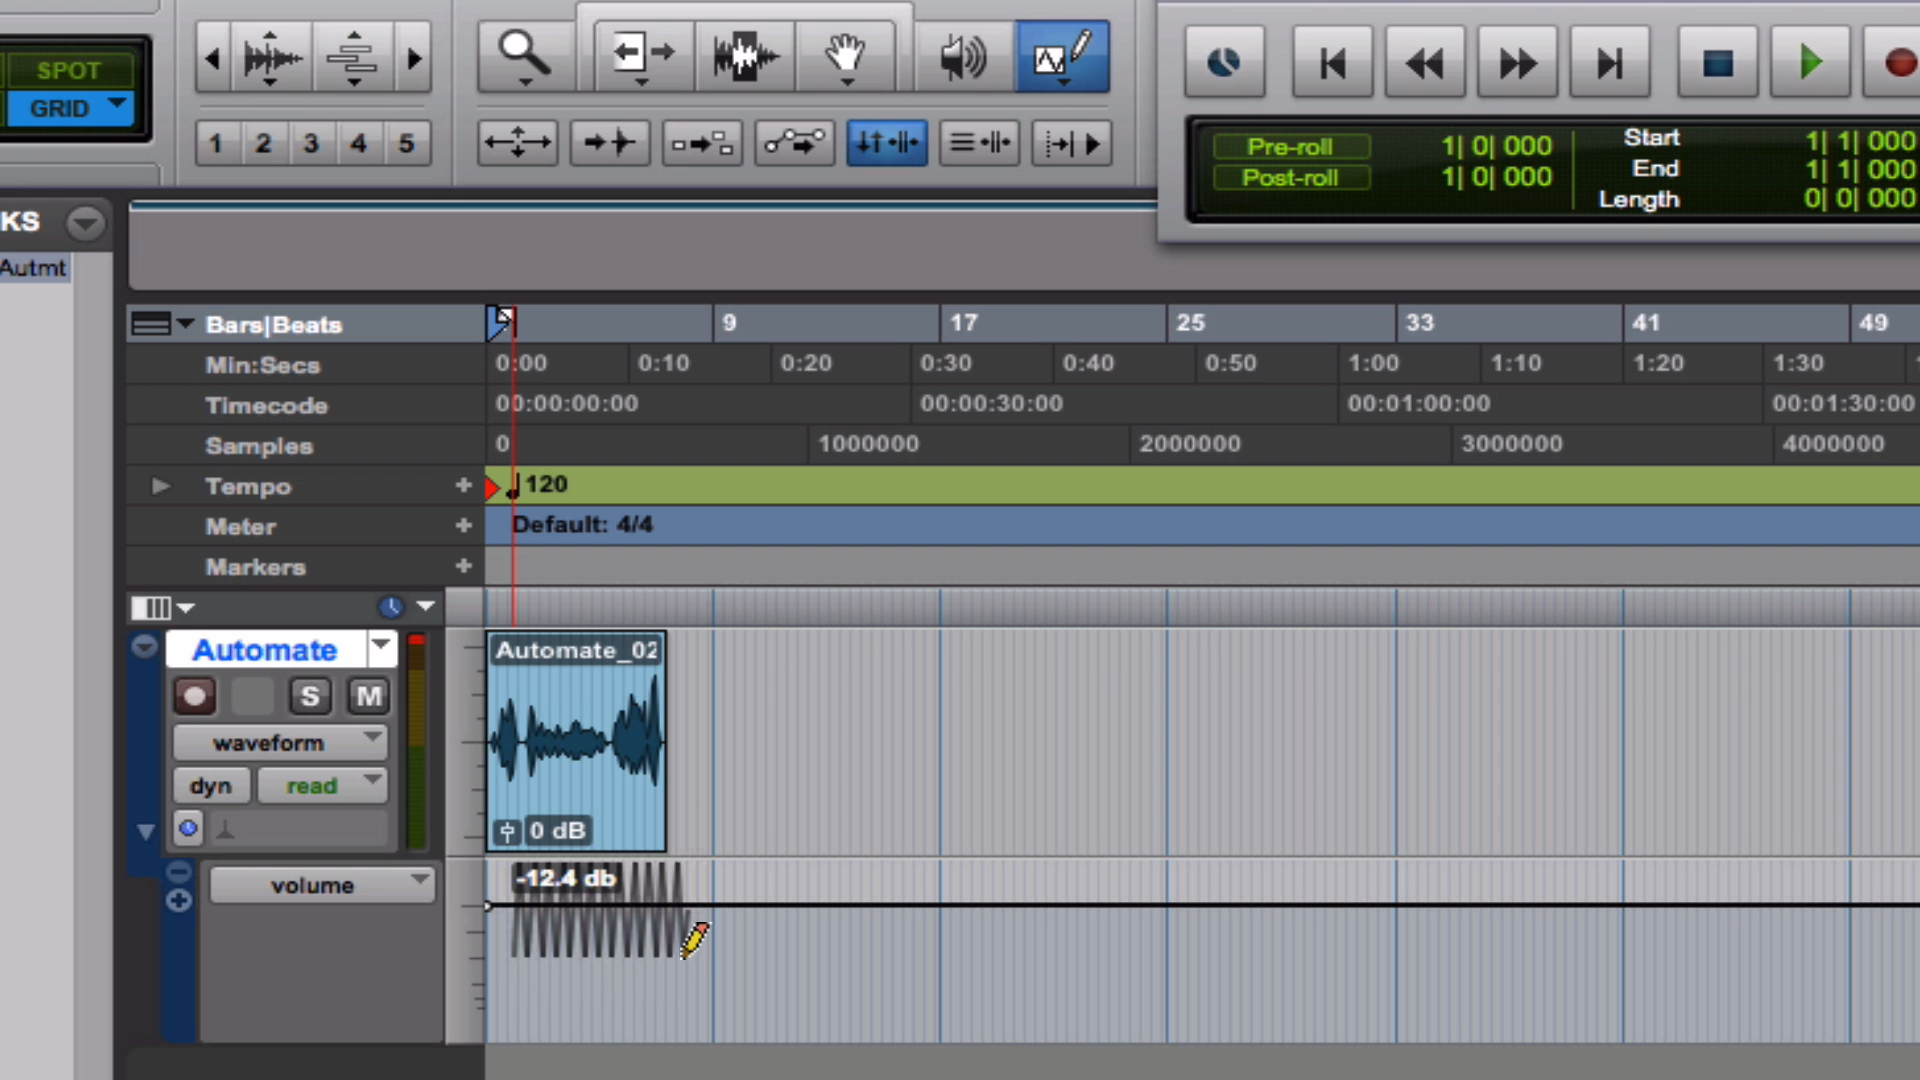 SPOT
GRID
1 2 3 4 5
Pre-roll 1| 0| 000
Post-roll 1| 0| 000
Start 1| 1| 000
End 1| 1| 000
Length 0| 0| 000
KS
Autmt
Bars|Beats 9 17 25 33 41 49
Min:Secs 0:00 0:10 0:20 0:30 0:40 0:50 1:00 1:10 1:20 1:30
Timecode 00:00:00:00 00:00:30:00 00:01:00:00 00:01:30:00
Samples 0 1000000 2000000 3000000 4000000
Tempo + 120
Meter + Default: 4/4
Markers +
Automate
S M
waveform
dyn read
Automate_02
0 dB
volume
-12.4 db